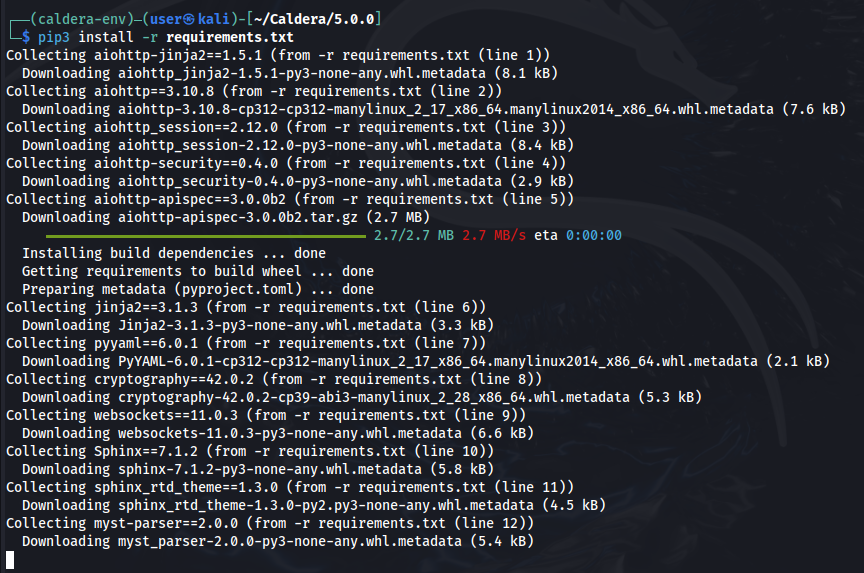 ┌──(caldera-env)─(user㉿kali)-[~/Caldera/5.0.0]
└─$ pip3 install -r requirements.txt
Collecting aiohttp-jinja2==1.5.1 (from -r requirements.txt (line 1))
  Downloading aiohttp_jinja2-1.5.1-py3-none-any.whl.metadata (8.1 kB)
Collecting aiohttp==3.10.8 (from -r requirements.txt (line 2))
  Downloading aiohttp-3.10.8-cp312-cp312-manylinux_2_17_x86_64.manylinux2014_x86_64.whl.metadata (7.6 kB)
Collecting aiohttp_session==2.12.0 (from -r requirements.txt (line 3))
  Downloading aiohttp_session-2.12.0-py3-none-any.whl.metadata (8.4 kB)
Collecting aiohttp-security==0.4.0 (from -r requirements.txt (line 4))
  Downloading aiohttp_security-0.4.0-py3-none-any.whl.metadata (2.9 kB)
Collecting aiohttp-apispec==3.0.0b2 (from -r requirements.txt (line 5))
  Downloading aiohttp-apispec-3.0.0b2.tar.gz (2.7 MB)
     ━━━━━━━━━━━━━━━━━━━━━━━━━━━━━━━━━━━━━━━━ 2.7/2.7 MB 2.7 MB/s eta 0:00:00
  Installing build dependencies ... done
  Getting requirements to build wheel ... done
  Preparing metadata (pyproject.toml) ... done
Collecting jinja2==3.1.3 (from -r requirements.txt (line 6))
  Downloading Jinja2-3.1.3-py3-none-any.whl.metadata (3.3 kB)
Collecting pyyaml==6.0.1 (from -r requirements.txt (line 7))
  Downloading PyYAML-6.0.1-cp312-cp312-manylinux_2_17_x86_64.manylinux2014_x86_64.whl.metadata (2.1 kB)
Collecting cryptography==42.0.2 (from -r requirements.txt (line 8))
  Downloading cryptography-42.0.2-cp39-abi3-manylinux_2_28_x86_64.whl.metadata (5.3 kB)
Collecting websockets==11.0.3 (from -r requirements.txt (line 9))
  Downloading websockets-11.0.3-py3-none-any.whl.metadata (6.6 kB)
Collecting Sphinx==7.1.2 (from -r requirements.txt (line 10))
  Downloading sphinx-7.1.2-py3-none-any.whl.metadata (5.8 kB)
Collecting sphinx_rtd_theme==1.3.0 (from -r requirements.txt (line 11))
  Downloading sphinx_rtd_theme-1.3.0-py2.py3-none-any.whl.metadata (4.5 kB)
Collecting myst-parser==2.0.0 (from -r requirements.txt (line 12))
  Downloading myst_parser-2.0.0-py3-none-any.whl.metadata (5.4 kB)